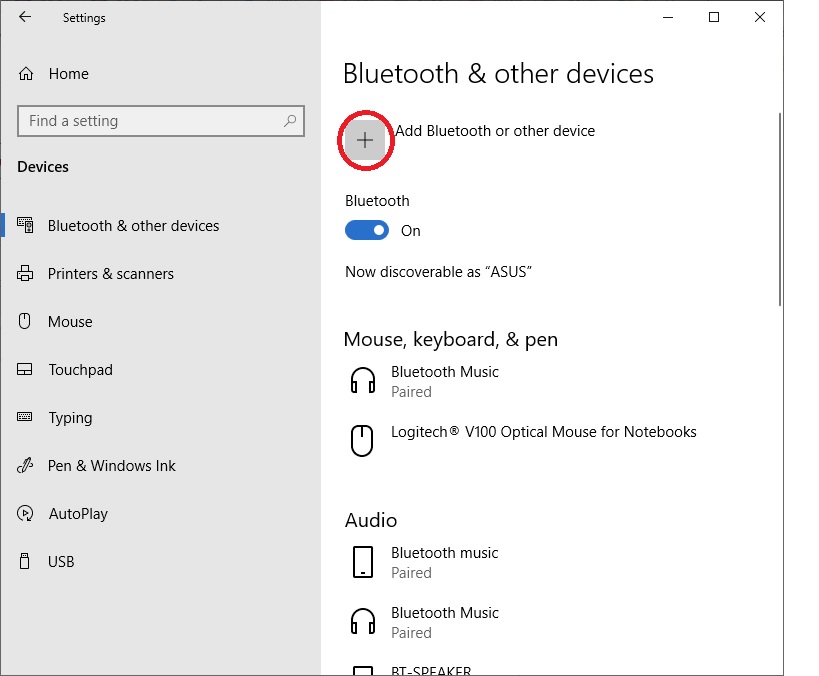 Settings
Home
Find a setting
Devices
Bluetooth & other devices
Printers & scanners
Mouse
Touchpad
Typing
Pen & Windows Ink
AutoPlay
USB
Bluetooth & other devices
Add Bluetooth or other device
Bluetooth
On
Now discoverable as “ASUS”
Mouse, keyboard, & pen
Bluetooth Music
Paired
Logitech® V100 Optical Mouse for Notebooks
Audio
Bluetooth music
Paired
Bluetooth Music
Paired
BT-SPEAKER